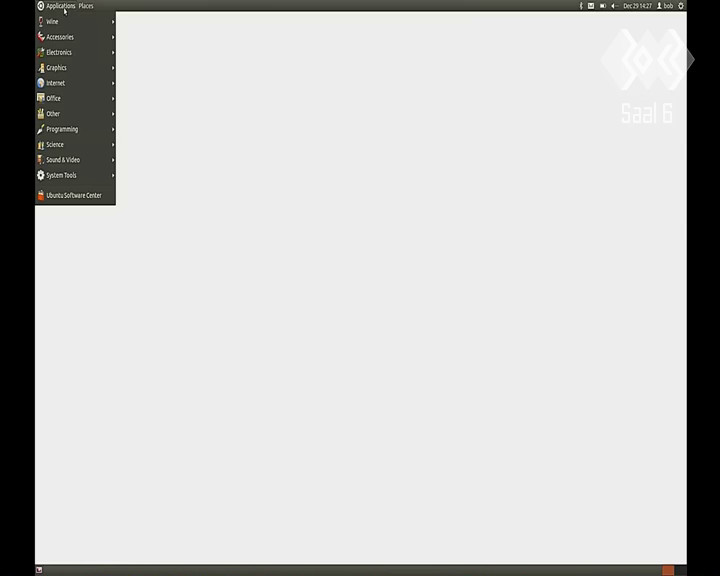 Applications Places
Dec 29 14:27 bob
Wine
Accessories
Electronics
Graphics
Internet
Office
Other
Programming
Science
Sound & Video
System Tools
Ubuntu Software Center
Saal 6